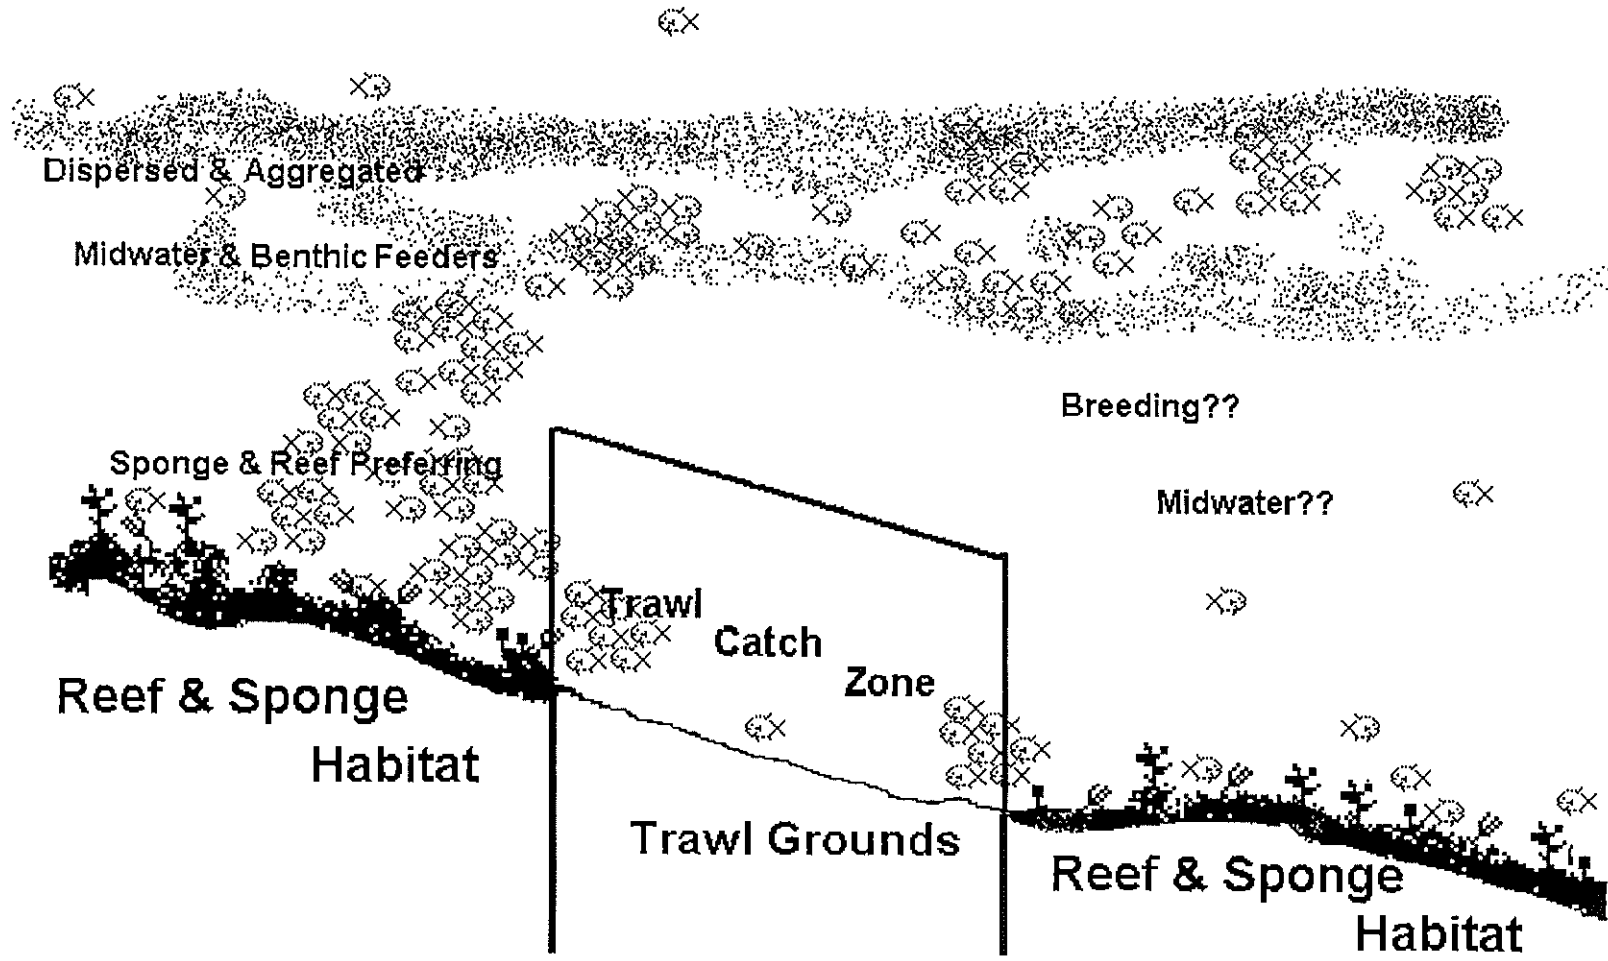 Dispersed & Aggregated
Midwater & Benthic Feeders
Breeding??
Sponge & Reef Preferring
Midwater??
Trawl
Catch
Zone
Reef & Sponge
Habitat
Trawl Grounds
Reef & Sponge
Habitat